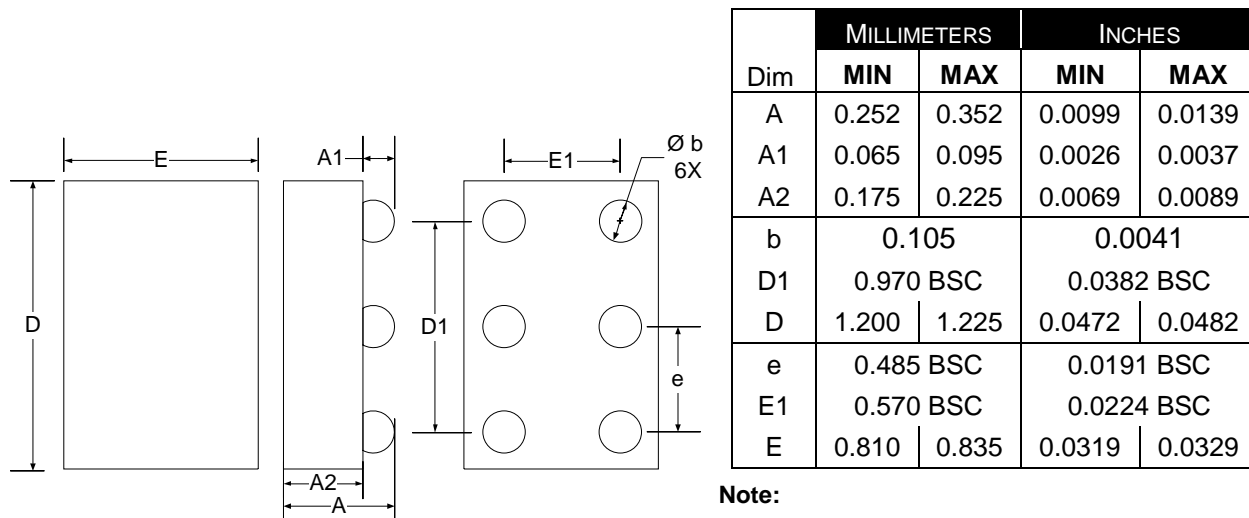 E
A1
E1
Ø b
6X
D
D1
e
A2
A
MILLIMETERS INCHES
Dim MIN MAX MIN MAX
A 0.252 0.352 0.0099 0.0139
A1 0.065 0.095 0.0026 0.0037
A2 0.175 0.225 0.0069 0.0089
b 0.105 0.0041
D1 0.970 BSC 0.0382 BSC
D 1.200 1.225 0.0472 0.0482
e 0.485 BSC 0.0191 BSC
E1 0.570 BSC 0.0224 BSC
E 0.810 0.835 0.0319 0.0329
Note: